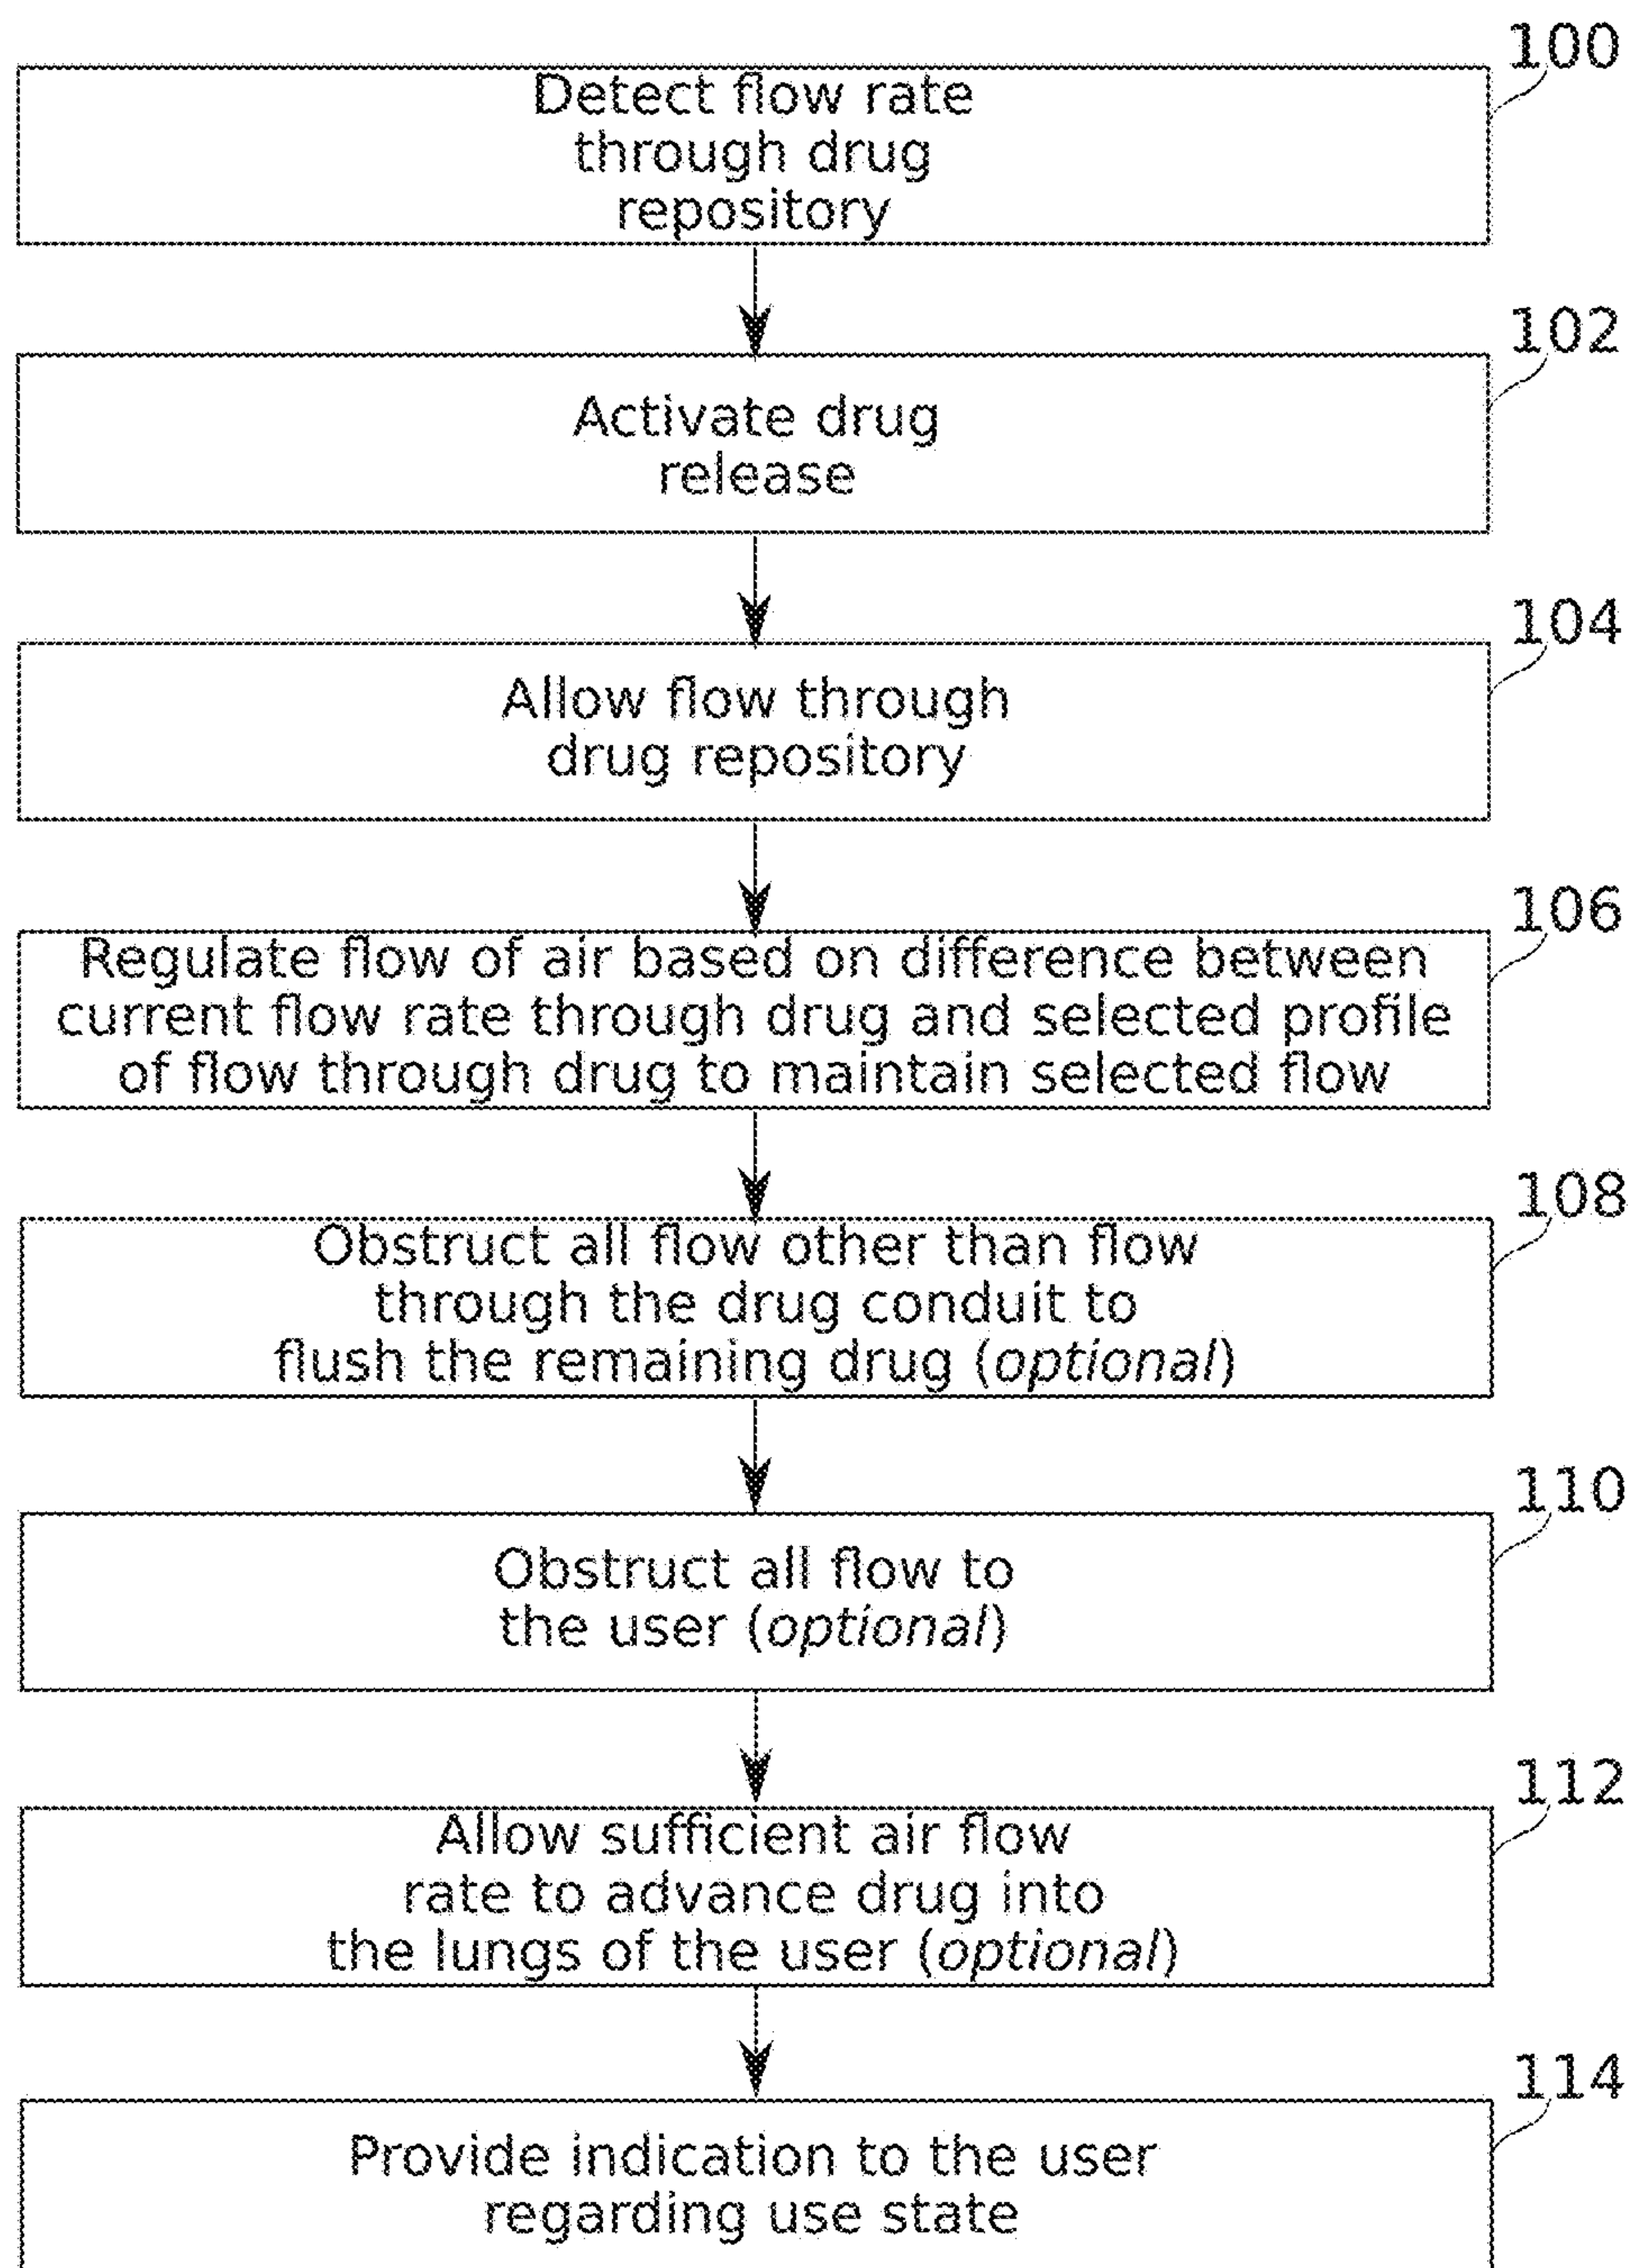 100
Detect flow rate
through drug
repository
102
Activate drug
release
104
Allow flow through
drug repository
106
Regulate flow of air based on difference between
current flow rate through drug and selected profile
of flow through drug to maintain selected flow
108
Obstruct all flow other than flow
through the drug conduit to
flush the remaining drug (optional)
110
Obstruct all flow to
the user (optional)
112
Allow sufficient air flow
rate to advance drug into
the lungs of the user (optional)
114
Provide indication to the user
regarding use state